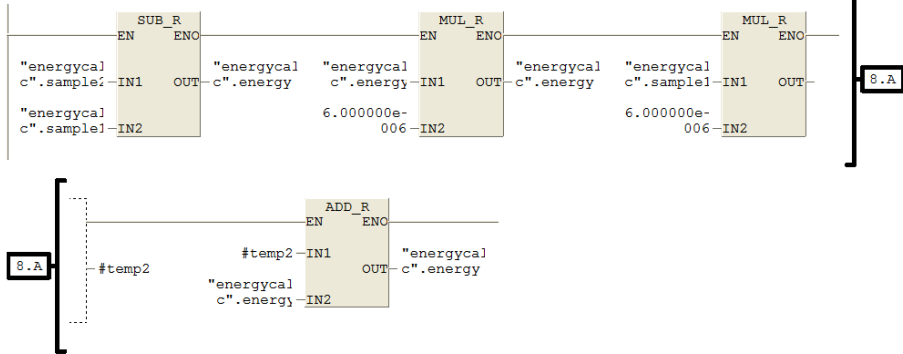 SUB_R MUL_R MUL_R
EN ENO EN ENO EN ENO
"energycal "energycal "energycal "energycal "energycal
c".sample2 IN1 OUT c".energy c".energy IN1 OUT c".energy c".sample1 IN1 OUT 8.A
"energycal 6.000000e- 6.000000e-
c".sample1 IN2 006 IN2 006 IN2
ADD_R
EN ENO
#temp2 IN1 "energycal
8.A #temp2 OUT c".energy
"energycal
c".energy IN2